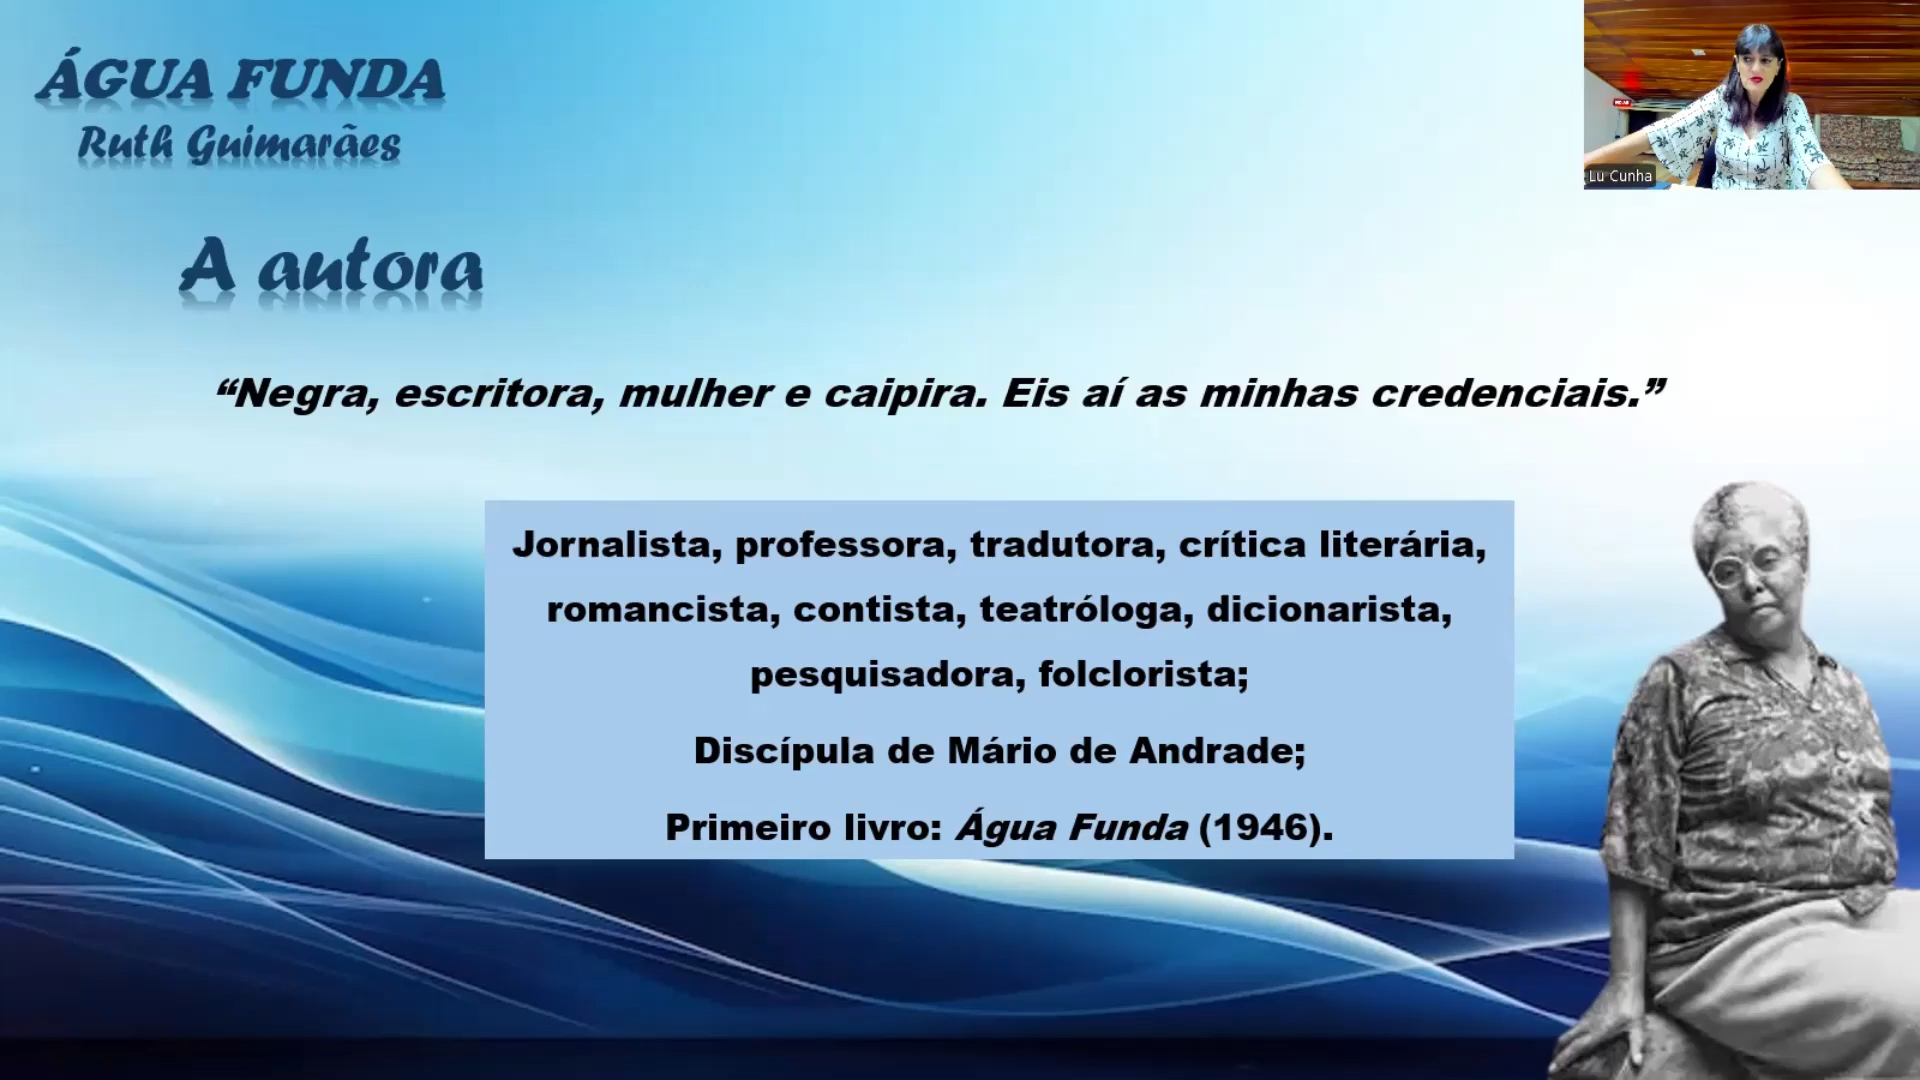 ÁGUA FUNDA
Ruth Guimarães
Lu Cunha
A autora
“Negra, escritora, mulher e caipira. Eis aí as minhas credenciais.”
Jornalista, professora, tradutora, crítica literária,
romancista, contista, teatróloga, dicionarista,
pesquisadora, folclorista;
Discípula de Mário de Andrade;
Primeiro livro: Água Funda (1946).